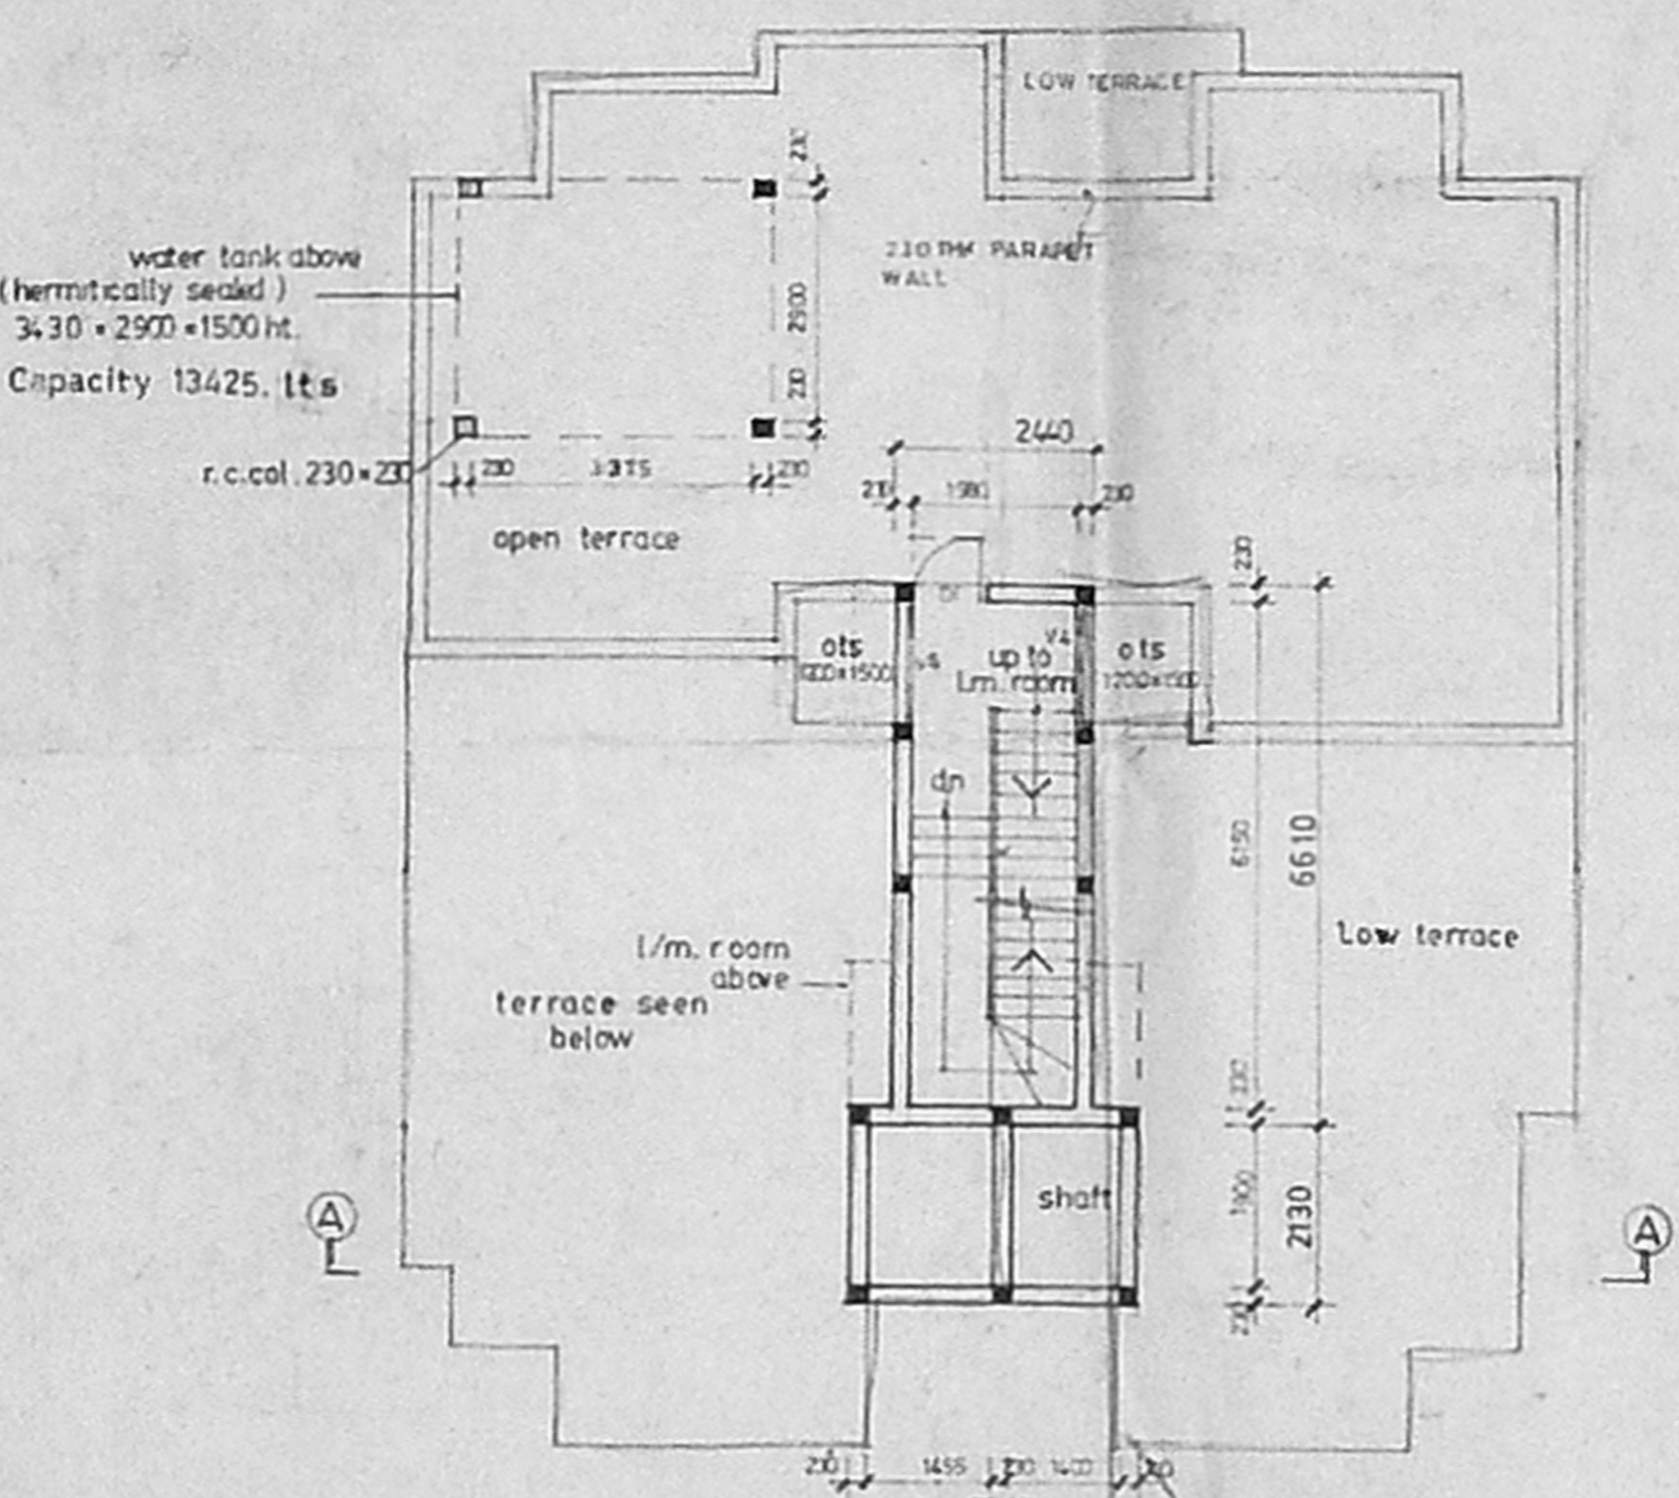 LOW TERRACE
230
water tank above
(hermitically sealed)
3430 × 2900 × 1500 ht.
Capacity 13425. lts
230 THK PARAPET
WALL
2900
230
2440
r.c.col. 230×230
230
230
1980
230
open terrace
230
ots
1200×1500
up to
l.m. room
ots
dn
6150
6610
l/m. room
above
terrace seen
below
Low terrace
230
shaft
1900
2130
A
A
230
230
1455
230
1400